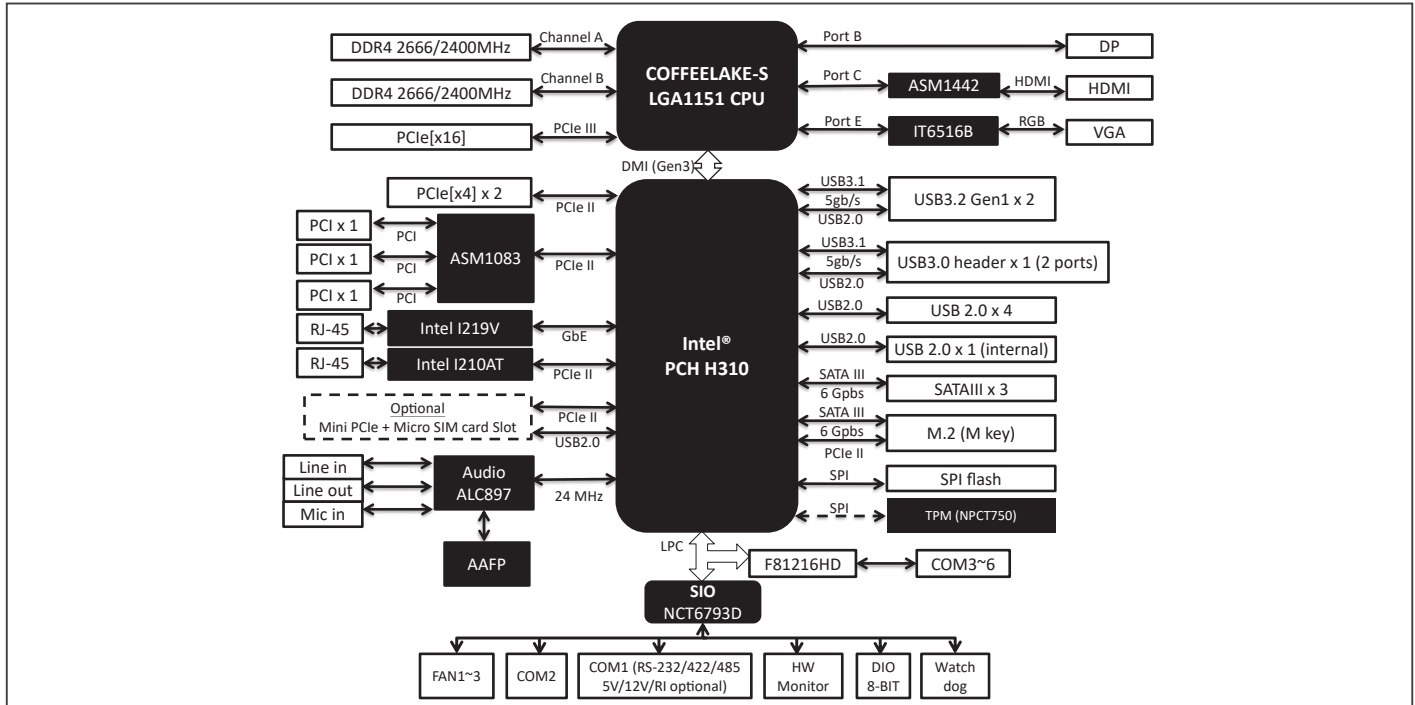 DDR4 2666/2400MHz
Channel A
DDR4 2666/2400MHz
Channel B
PCIe[x16]
PCIe III
COFFEELAKE-S
LGA1151 CPU
Port B
DP
Port C
ASM1442
HDMI
HDMI
Port E
IT6516B
RGB
VGA
DMI (Gen3)
PCIe[x4] x 2
PCIe II
PCI x 1
PCI
PCI x 1
PCI
PCI x 1
PCI
ASM1083
PCIe II
RJ-45
Intel I219V
GbE
RJ-45
Intel I210AT
PCIe II
Optional
Mini PCIe + Micro SIM card Slot
PCIe II
USB2.0
Line in
Line out
Mic in
Audio
ALC897
24 MHz
AAFP
Intel®
PCH H310
USB3.1
5gb/s
USB2.0
USB3.2 Gen1 x 2
USB3.1
5gb/s
USB2.0
USB3.0 header x 1 (2 ports)
USB2.0
USB 2.0 x 4
USB2.0
USB 2.0 x 1 (internal)
SATA III
6 Gpbs
SATAIII x 3
SATA III
6 Gpbs
PCIe II
M.2 (M key)
SPI
SPI flash
SPI
TPM (NPCT750)
LPC
F81216HD
COM3~6
SIO
NCT6793D
FAN1~3
COM2
COM1 (RS-232/422/485
5V/12V/RI optional)
HW
Monitor
DIO
8-BIT
Watch
dog